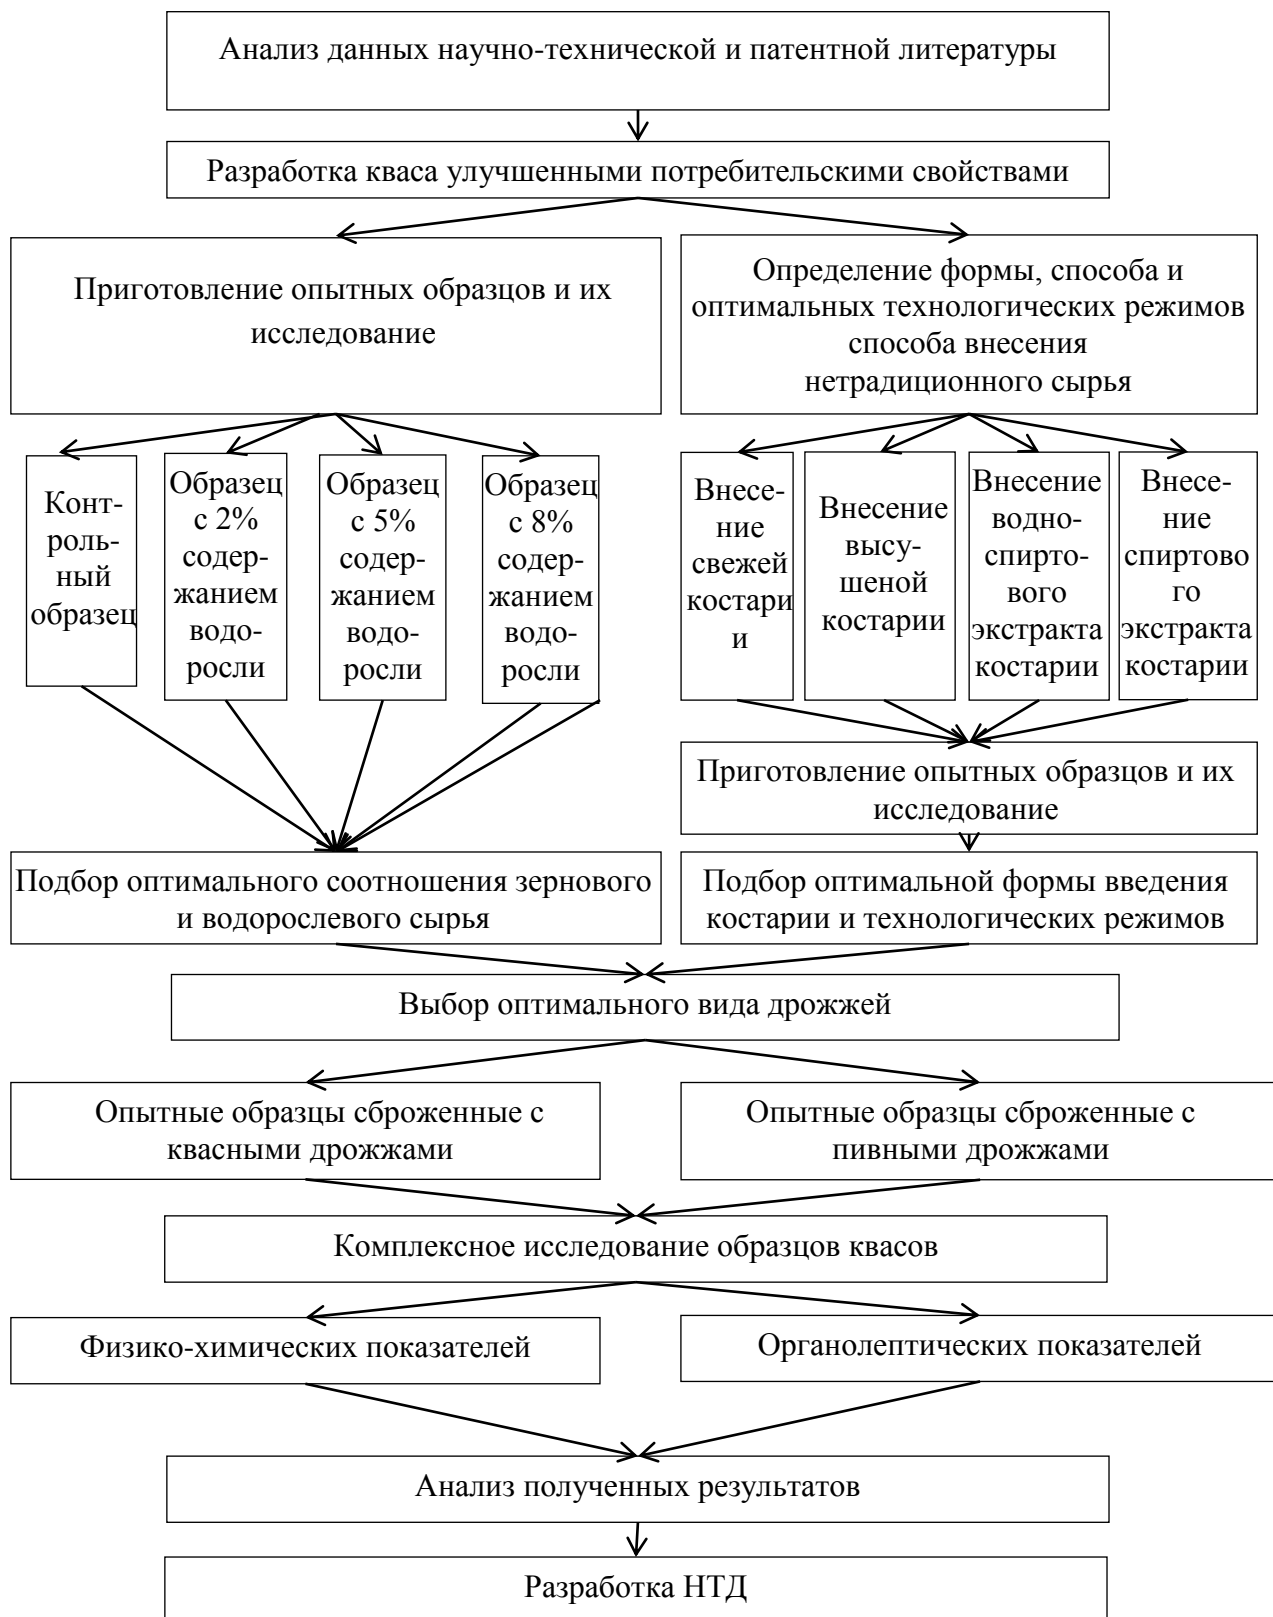 Анализ данных научно-технической и патентной литературы
Разработка кваса улучшенными потребительскими свойствами
Приготовление опытных образцов и их
исследование
Определение формы, способа и
оптимальных технологических режимов
способа внесения
нетрадиционного сырья
Конт-
роль-
ный
образец
Образец
с 2%
содер-
жанием
водо-
росли
Образец
с 5%
содер-
жанием
водо-
росли
Образец
с 8%
содер-
жанием
водо-
росли
Внесе-
ние
свежей
костари
и
Внесение
высу-
шеной
костарии
Внесение
водно-
спирто-
вого
экстракта
костарии
Внесе-
ние
спиртово
го
экстракта
костарии
Приготовление опытных образцов и их
исследование
Подбор оптимального соотношения зернового
и водорослевого сырья
Подбор оптимальной формы введения
костарии и технологических режимов
Выбор оптимального вида дрожжей
Опытные образцы сброженные с
квасными дрожжами
Опытные образцы сброженные с
пивными дрожжами
Комплексное исследование образцов квасов
Физико-химических показателей
Органолептических показателей
Анализ полученных результатов
Разработка НТД